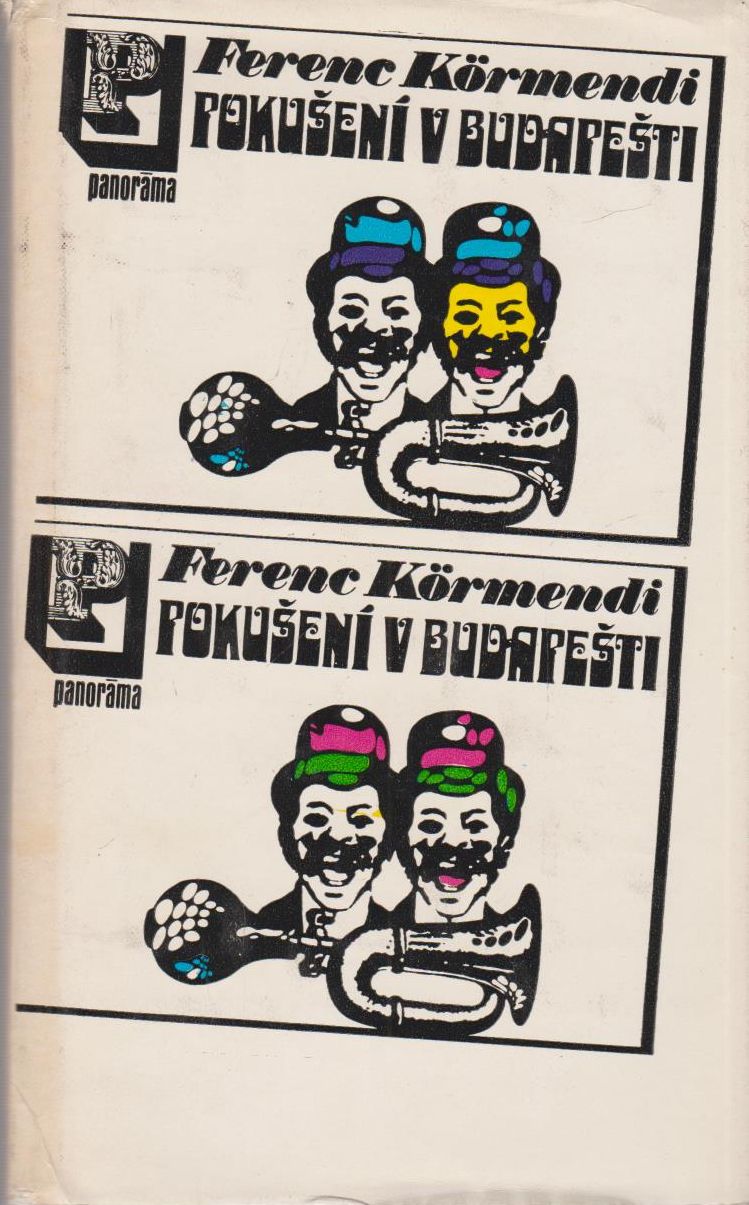 P
Ferenc Körmendi
POKUŠENÍ V BUDAPEŠTI
panoráma
P
Ferenc Körmendi
POKUŠENÍ V BUDAPEŠTI
panoráma